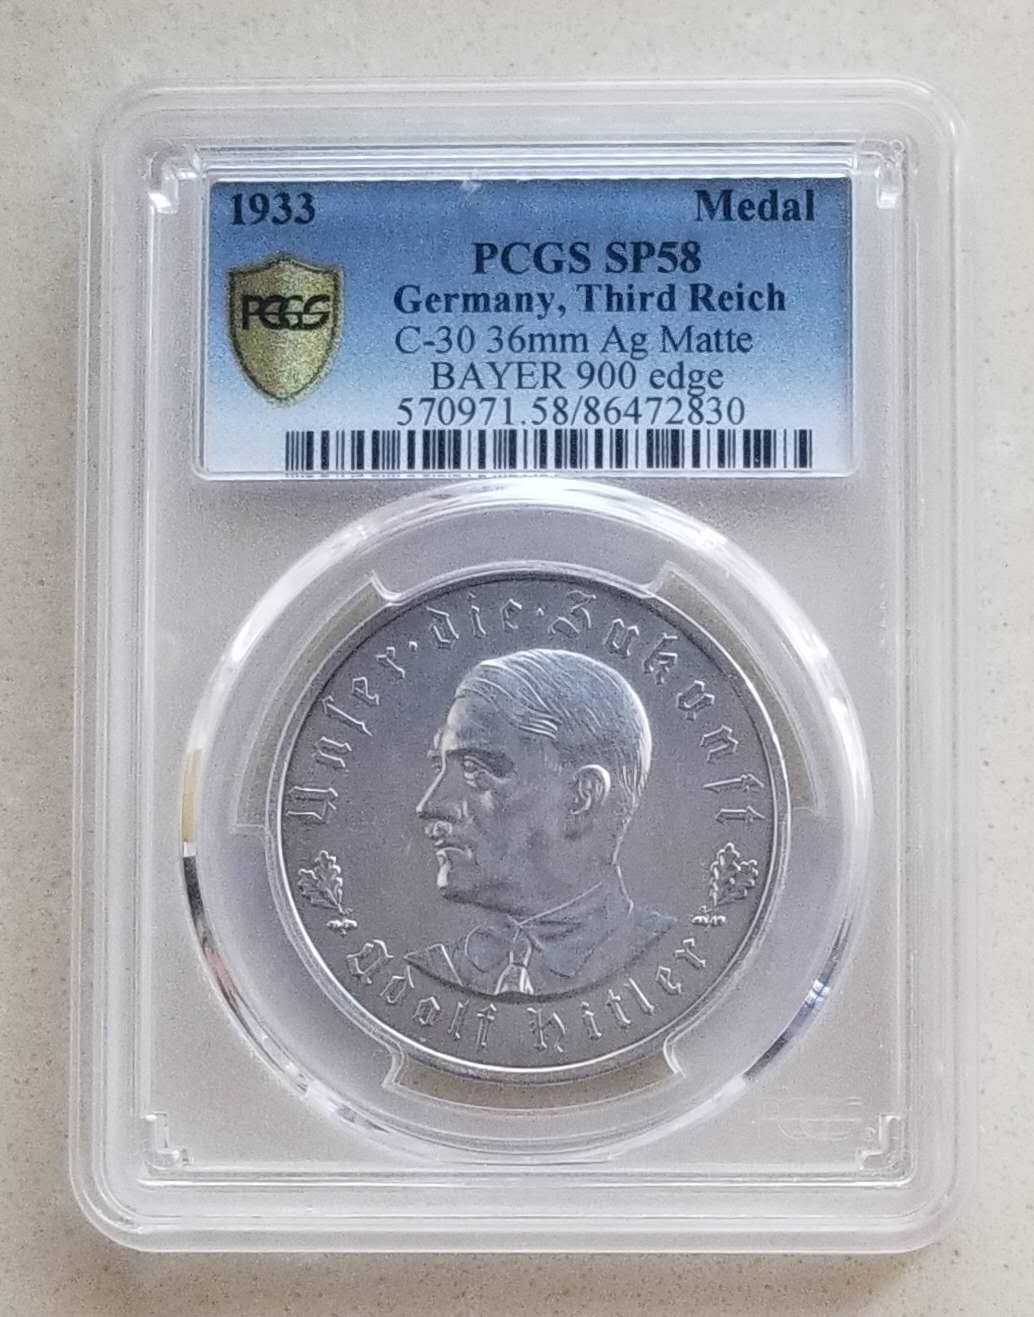 1933 Medal
PCGS SP58
PCGS
Germany, Third Reich
C-30 36mm Ag Matte
BAYER 900 edge
570971.58/86472830
Unſer · die · Zukunft
Adolf Hitler